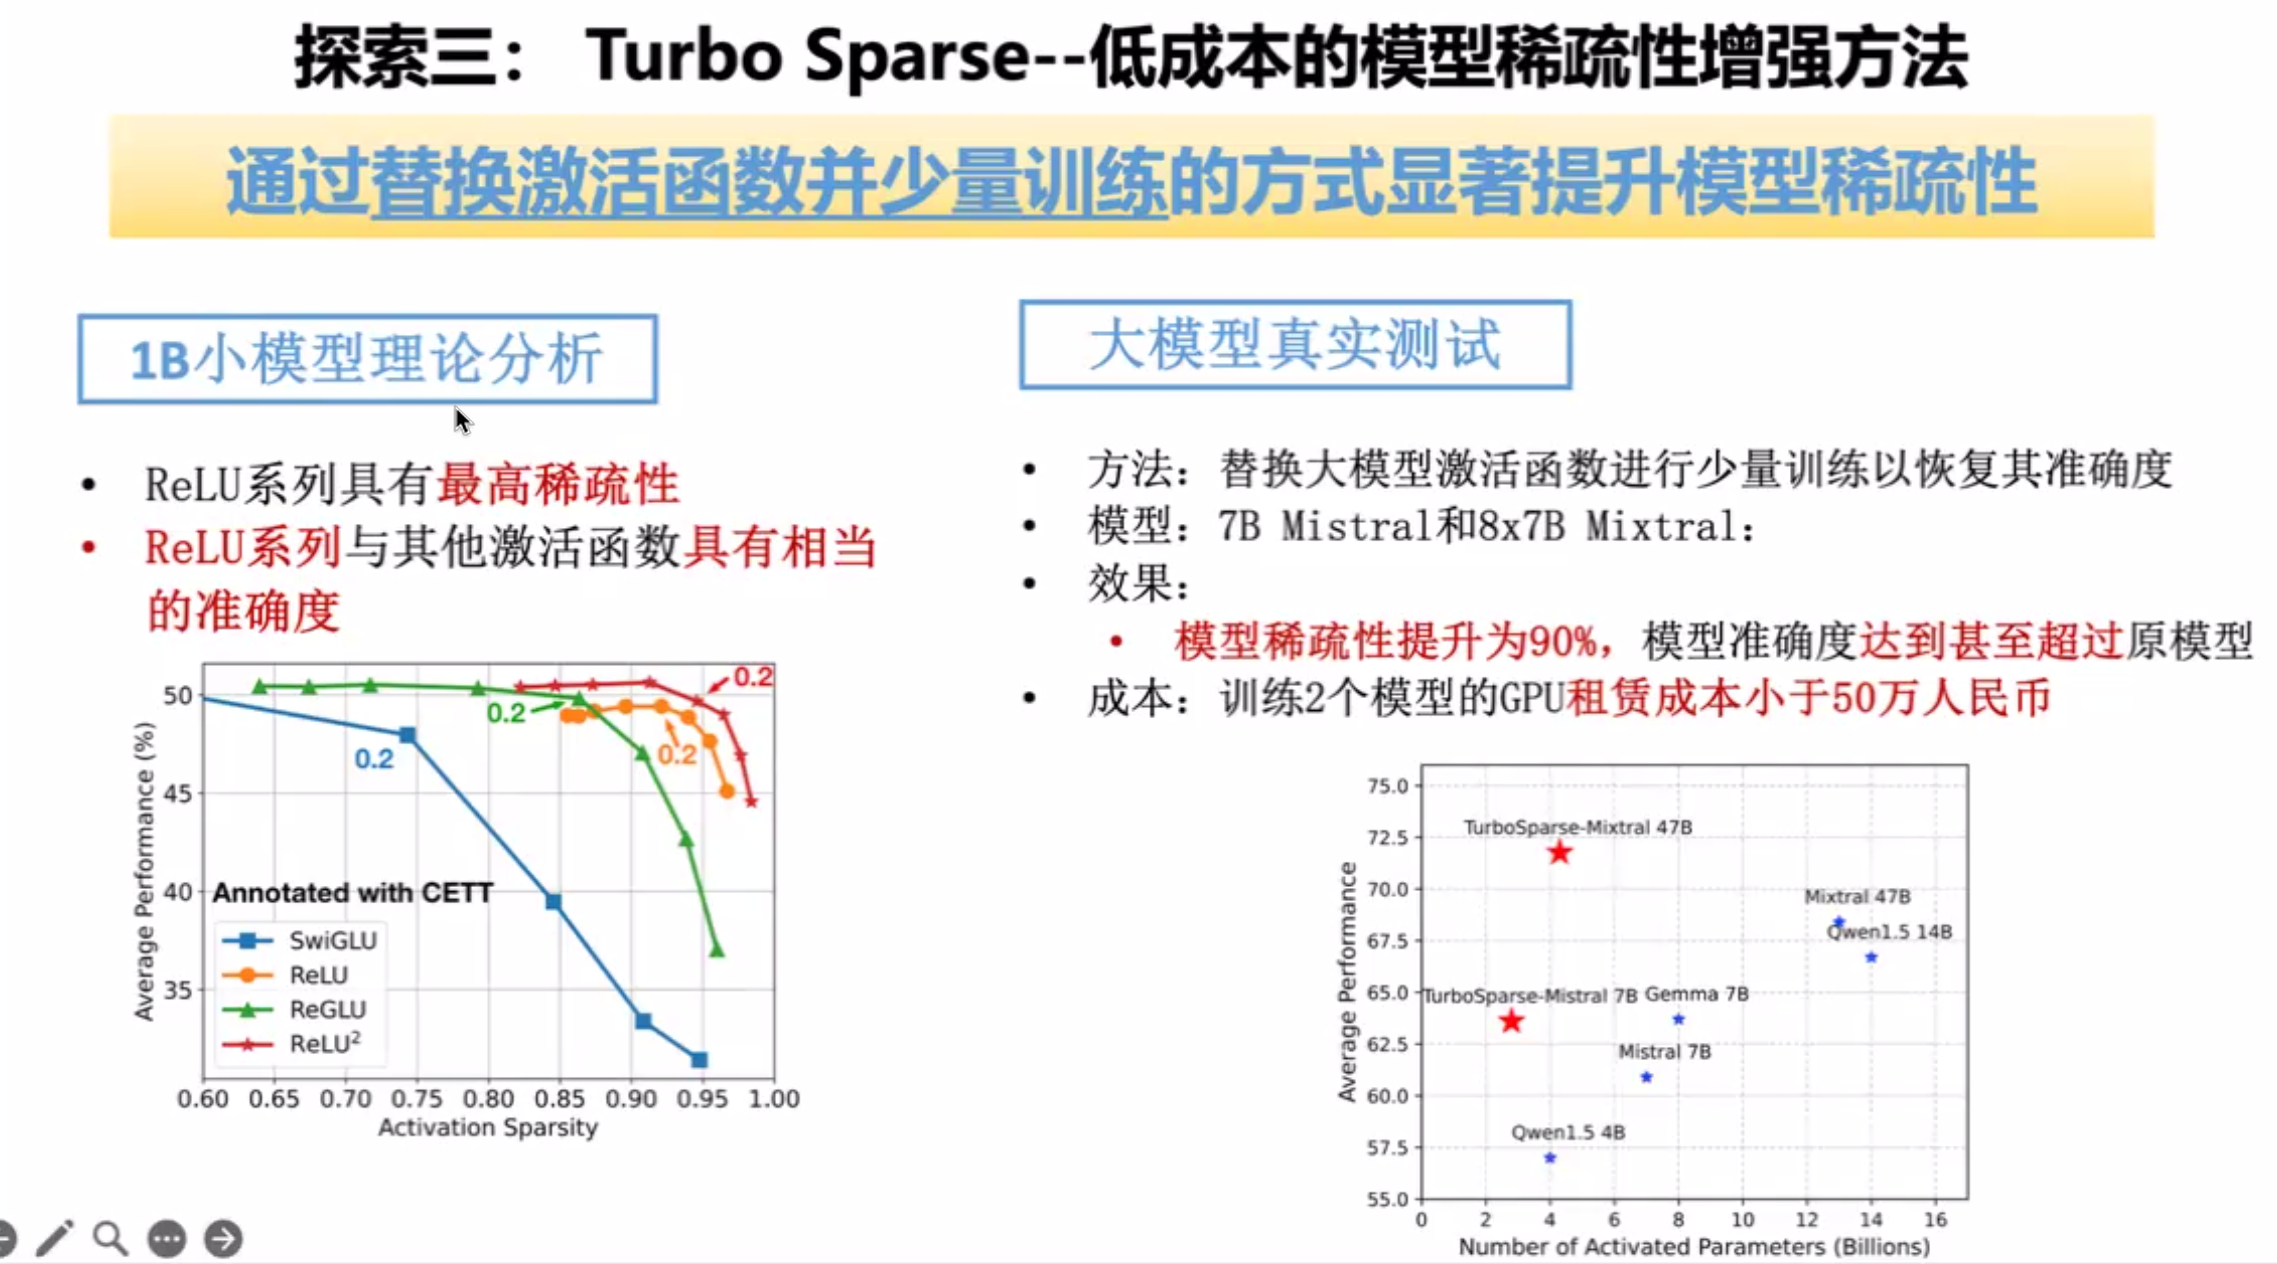 探索三： Turbo Sparse--低成本的模型稀疏性增强方法
通过替换激活函数并少量训练的方式显著提升模型稀疏性
1B小模型理论分析
• ReLU系列具有最高稀疏性
• ReLU系列与其他激活函数具有相当
的准确度
50
45
40
35
Average Performance (%)
0.2
0.2
0.2
0.2
Annotated with CETT
SwiGLU
ReLU
ReGLU
ReLU²
0.60 0.65 0.70 0.75 0.80 0.85 0.90 0.95 1.00
Activation Sparsity
大模型真实测试
• 方法：替换大模型激活函数进行少量训练以恢复其准确度
• 模型：7B Mistral和8x7B Mixtral：
• 效果：
• 模型稀疏性提升为90%，模型准确度达到甚至超过原模型
• 成本：训练2个模型的GPU租赁成本小于50万人民币
75.0
72.5
70.0
67.5
65.0
62.5
60.0
57.5
55.0
Average Performance
TurboSparse-Mixtral 47B
Mixtral 47B
Qwen1.5 14B
TurboSparse-Mistral 7B
Gemma 7B
Mistral 7B
Qwen1.5 4B
0 2 4 6 8 10 12 14 16
Number of Activated Parameters (Billions)